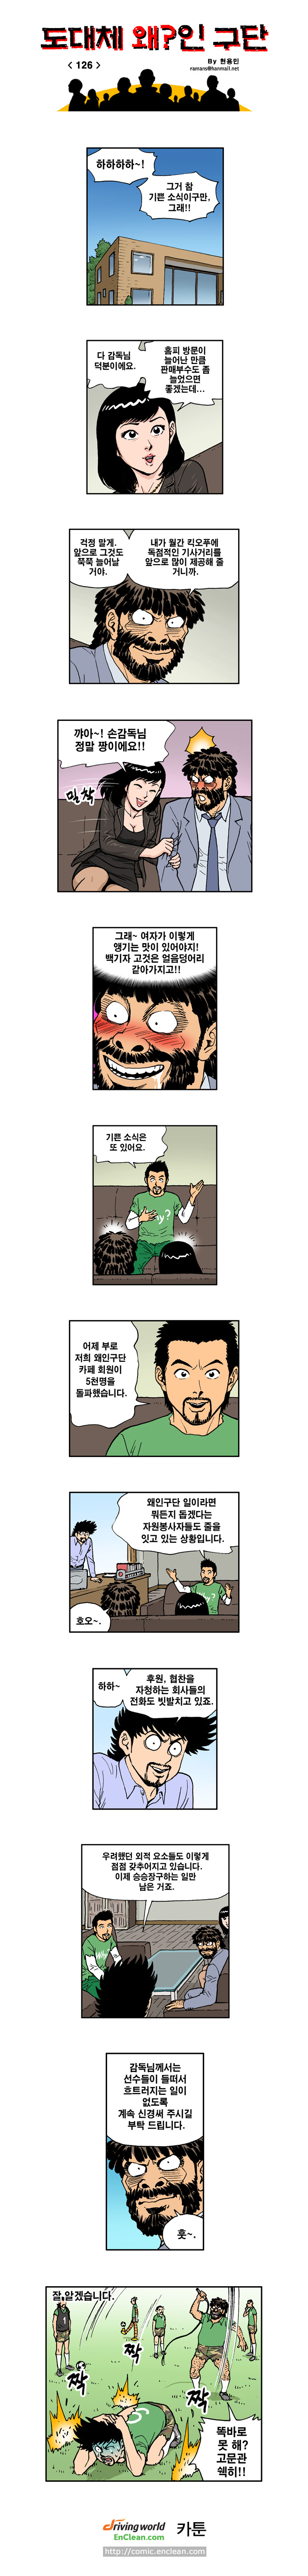 도대체 왜?인 구단
< 126 >
By 현용민
ramans@hanmail.net
하하하하~!
그거 참
기쁜 소식이구만,
그래!!
다 감독님
덕분이에요.
홈피 방문이
늘어난 만큼
판매부수도 좀
늘었으면
좋겠는데...
걱정 말게.
앞으로 그것도
쭉쭉 늘어날
거야.
내가 월간 킥오푸에
독점적인 기사거리를
앞으로 많이 제공해 줄
거니까.
꺄아~! 손감독님
정말 짱이에요!!
밀착
그래~ 여자가 이렇게
앵기는 맛이 있어야지!
백기자 고것은 얼음덩어리
같아가지고!!
기쁜 소식은
또 있어요.
y?
어제 부로
저희 왜인구단
카페 회원이
5천명을
돌파했습니다.
왜인구단 일이라면
뭐든지 돕겠다는
자원봉사자들도 줄을
잇고 있는 상황입니다.
호오~.
하하~
후원, 협찬을
자청하는 회사들의
전화도 빗발치고 있죠.
우려했던 외적 요소들도 이렇게
점점 갖추어지고 있습니다.
이제 승승장구하는 일만
남은 거죠.
감독님께서는
선수들이 들떠서
흐트러지는 일이
없도록
계속 신경써 주시길
부탁 드립니다.
훗~.
잘 알겠습니다.
짝
짝
짝
똑바로
못 해?
고문관
쉑히!!
driving world
EnClean.com
카툰
http://comic.enclean.com